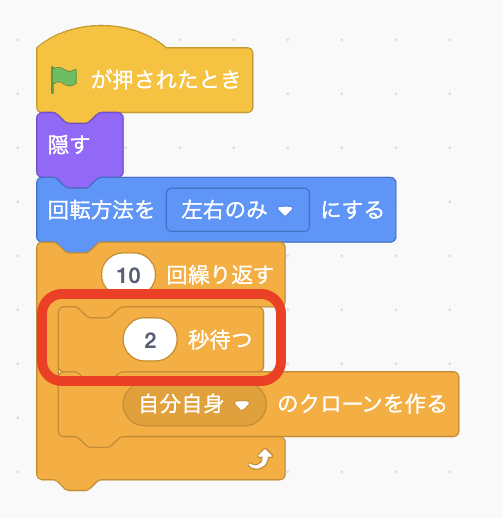 が押されたとき
隠す
回転方法を 左右のみ にする
10 回繰り返す
2 秒待つ
自分自身 のクローンを作る